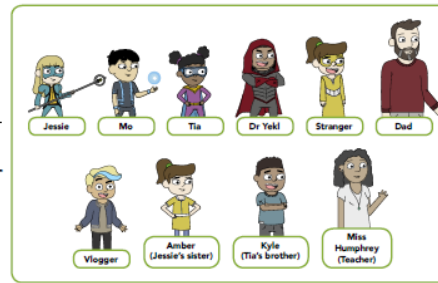 Jessie
Mo
Tia
Dr Yekl
Stranger
Dad
Vlogger
Amber
(Jessie's sister)
Kyle
(Tia's brother)
Miss
Humphrey
(Teacher)